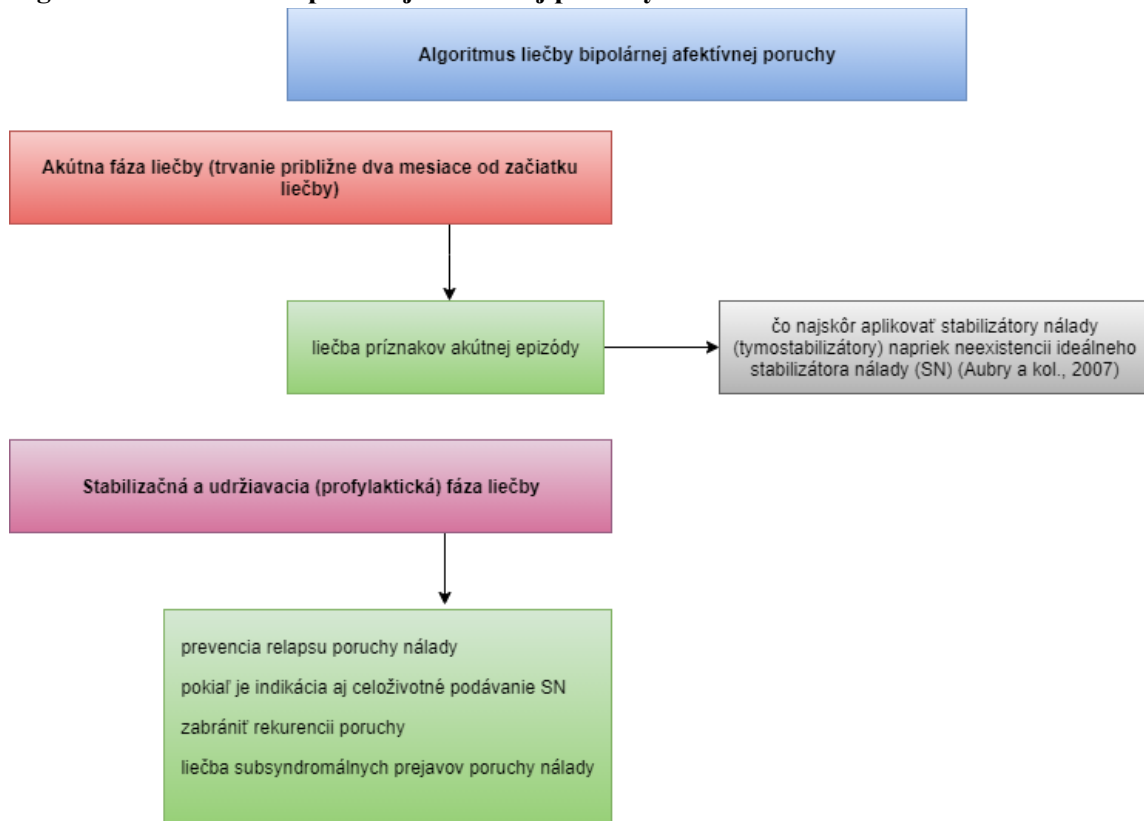 Algoritmus liečby bipolárnej afektívnej poruchy
Akútna fáza liečby (trvanie približne dva mesiace od začiatku
liečby)
liečba príznakov akútnej epizódy
čo najskôr aplikovať stabilizátory nálady
(tymostabilizátory) napriek neexistencii ideálneho
stabilizátora nálady (SN) (Aubry a kol., 2007)
Stabilizačná a udržiavacia (profylaktická) fáza liečby
prevencia relapsu poruchy nálady
pokiaľ je indikácia aj celoživotné podávanie SN
zabrániť rekurencii poruchy
liečba subsyndromálnych prejavov poruchy nálady